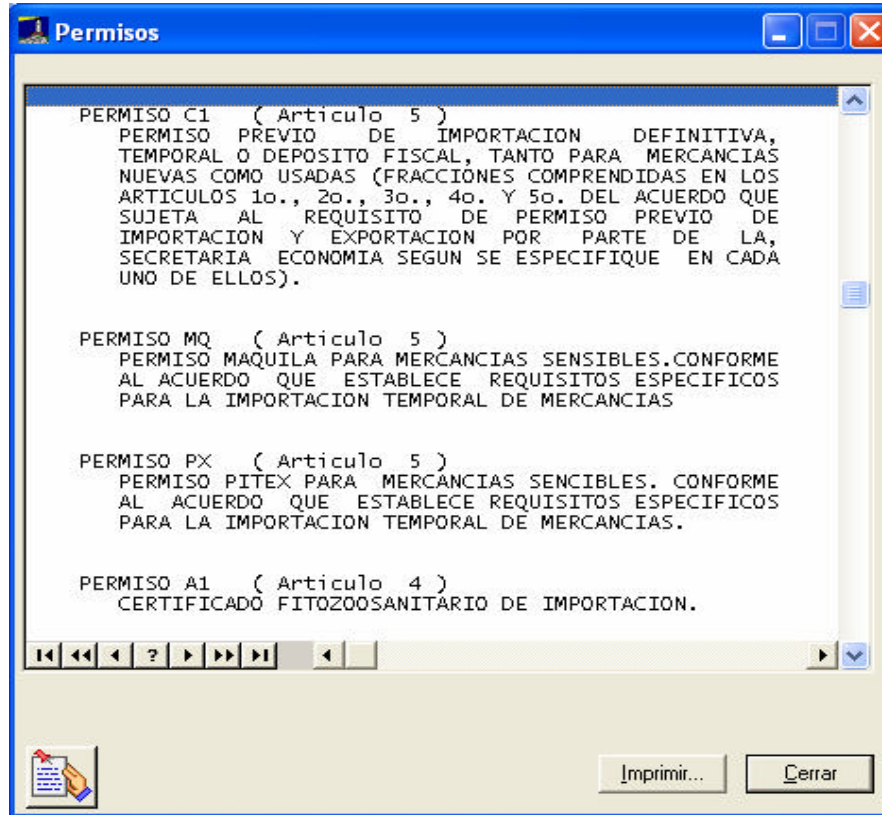 Permisos
PERMISO C1 ( Articulo 5 )
PERMISO PREVIO DE IMPORTACION DEFINITIVA,
TEMPORAL O DEPOSITO FISCAL, TANTO PARA MERCANCIAS
NUEVAS COMO USADAS (FRACCIONES COMPRENDIDAS EN LOS
ARTICULOS 1o., 2o., 3o., 4o. Y 5o. DEL ACUERDO QUE
SUJETA AL REQUISITO DE PERMISO PREVIO DE
IMPORTACION Y EXPORTACION POR PARTE DE LA,
SECRETARIA ECONOMIA SEGUN SE ESPECIFIQUE EN CADA
UNO DE ELLOS).
PERMISO MQ ( Articulo 5 )
PERMISO MAQUILA PARA MERCANCIAS SENSIBLES.CONFORME
AL ACUERDO QUE ESTABLECE REQUISITOS ESPECIFICOS
PARA LA IMPORTACION TEMPORAL DE MERCANCIAS
PERMISO PX ( Articulo 5 )
PERMISO PITEX PARA MERCANCIAS SENCIBLES. CONFORME
AL ACUERDO QUE ESTABLECE REQUISITOS ESPECIFICOS
PARA LA IMPORTACION TEMPORAL DE MERCANCIAS.
PERMISO A1 ( Articulo 4 )
CERTIFICADO FITOZOOSANITARIO DE IMPORTACION.
?
Imprimir... Cerrar